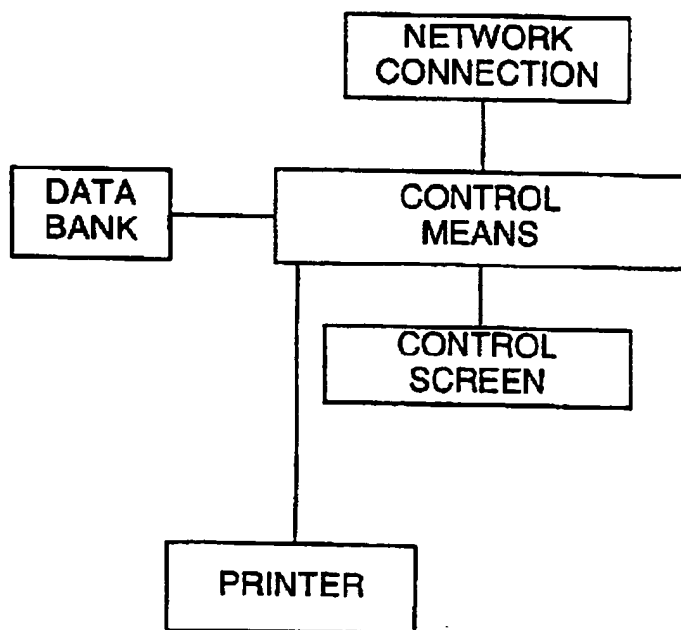 NETWORK
CONNECTION
DATA
BANK
CONTROL
MEANS
CONTROL
SCREEN
PRINTER